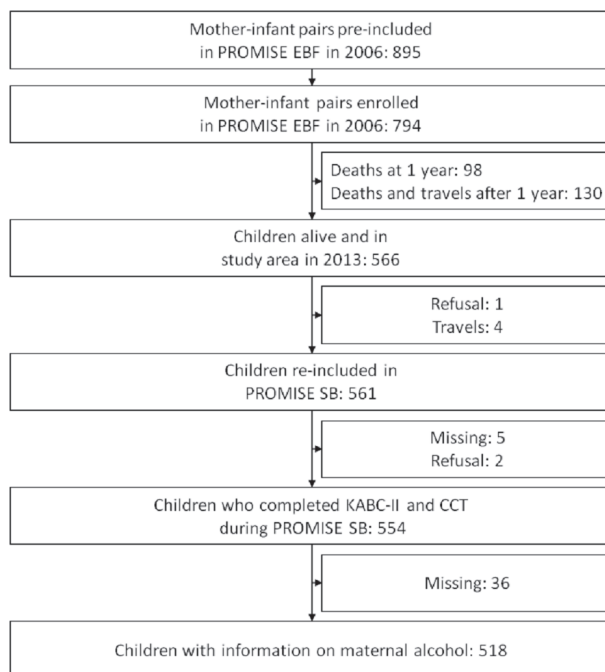 Mother-infant pairs pre-included
in PROMISE EBF in 2006: 895
Mother-infant pairs enrolled
in PROMISE EBF in 2006: 794
Deaths at 1 year: 98
Deaths and travels after 1 year: 130
Children alive and in
study area in 2013: 566
Refusal: 1
Travels: 4
Children re-included in
PROMISE SB: 561
Missing: 5
Refusal: 2
Children who completed KABC-II and CCT
during PROMISE SB: 554
Missing: 36
Children with information on maternal alcohol: 518